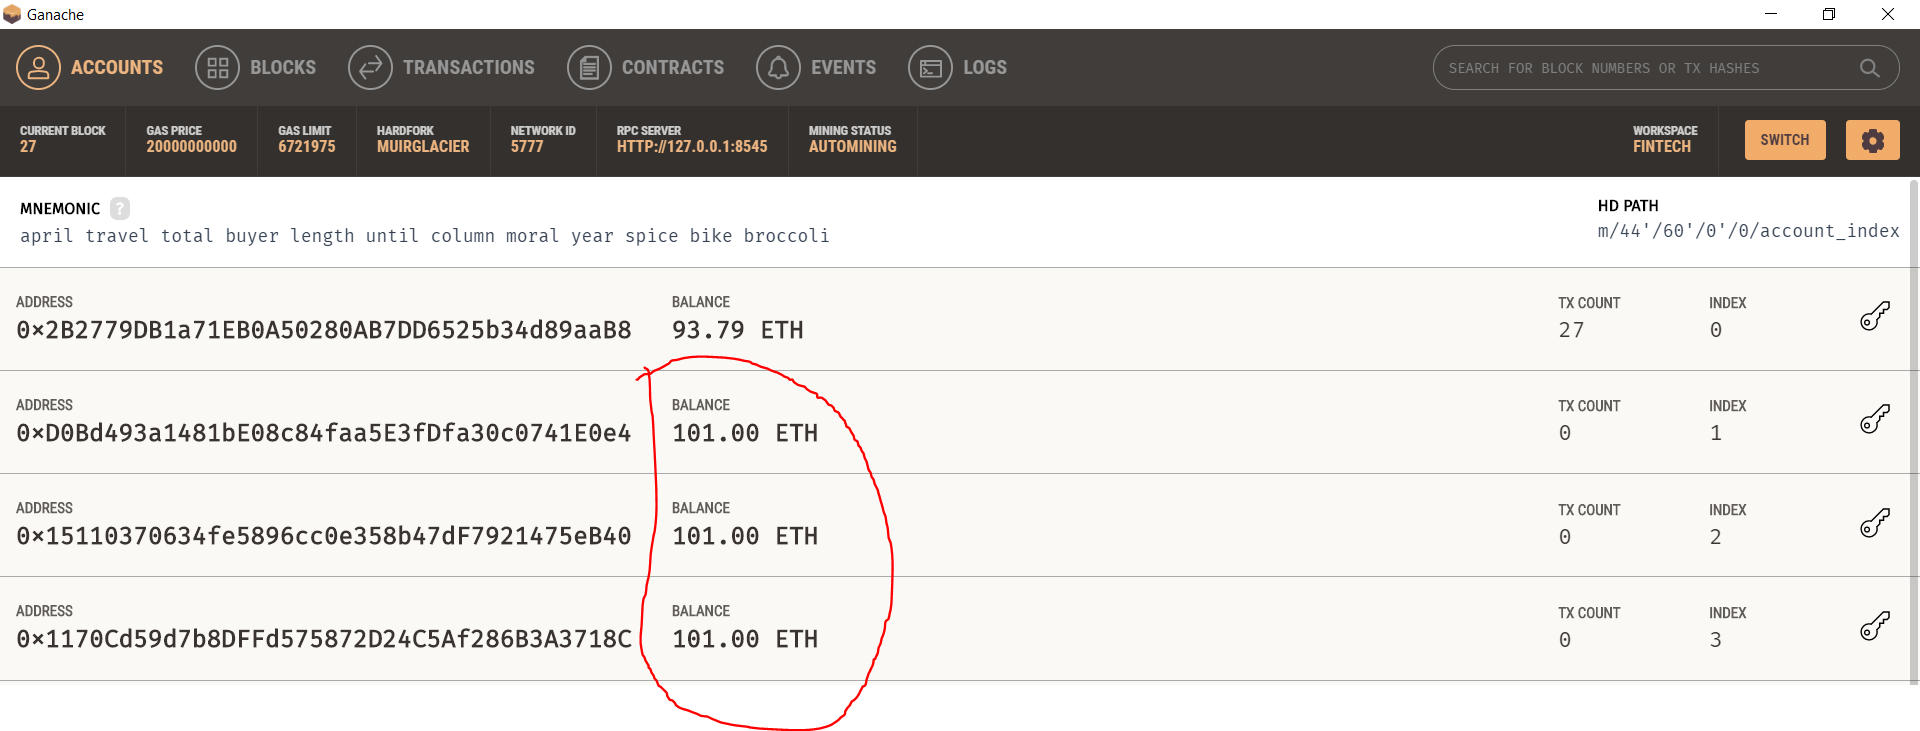 Ganache
ACCOUNTS BLOCKS TRANSACTIONS CONTRACTS EVENTS LOGS SEARCH FOR BLOCK NUMBERS OR TX HASHES
CURRENT BLOCK GAS PRICE GAS LIMIT HARDFORK NETWORK ID RPC SERVER MINING STATUS WORKSPACE
27 20000000000 6721975 MUIRGLACIER 5777 HTTP://127.0.0.1:8545 AUTOMINING FINTECH SWITCH
MNEMONIC ? HD PATH
april travel total buyer length until column moral year spice bike broccoli m/44'/60'/0'/0/account_index
ADDRESS BALANCE TX COUNT INDEX
0×2B2779DB1a71EB0A50280AB7DD6525b34d89aaB8 93.79 ETH 27 0
ADDRESS BALANCE TX COUNT INDEX
0×D0Bd493a1481bE08c84faa5E3fDfa30c0741E0e4 101.00 ETH 0 1
ADDRESS BALANCE TX COUNT INDEX
0×15110370634fe5896cc0e358b47dF7921475eB40 101.00 ETH 0 2
ADDRESS BALANCE TX COUNT INDEX
0×1170Cd59d7b8DFFd575872D24C5Af286B3A3718C 101.00 ETH 0 3